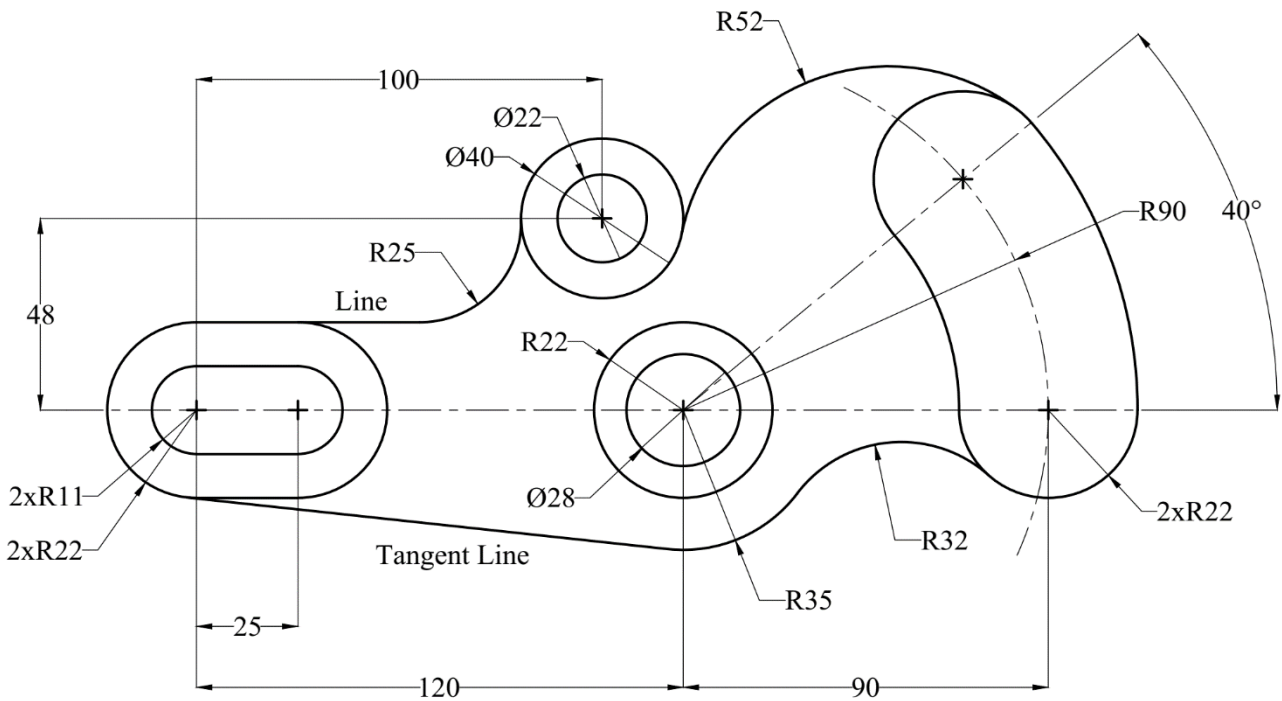 R52
100
Ø22
Ø40
R90
40°
R25
Line
48
R22
2xR11
Ø28
2xR22
2xR22
R32
Tangent Line
R35
25
120
90